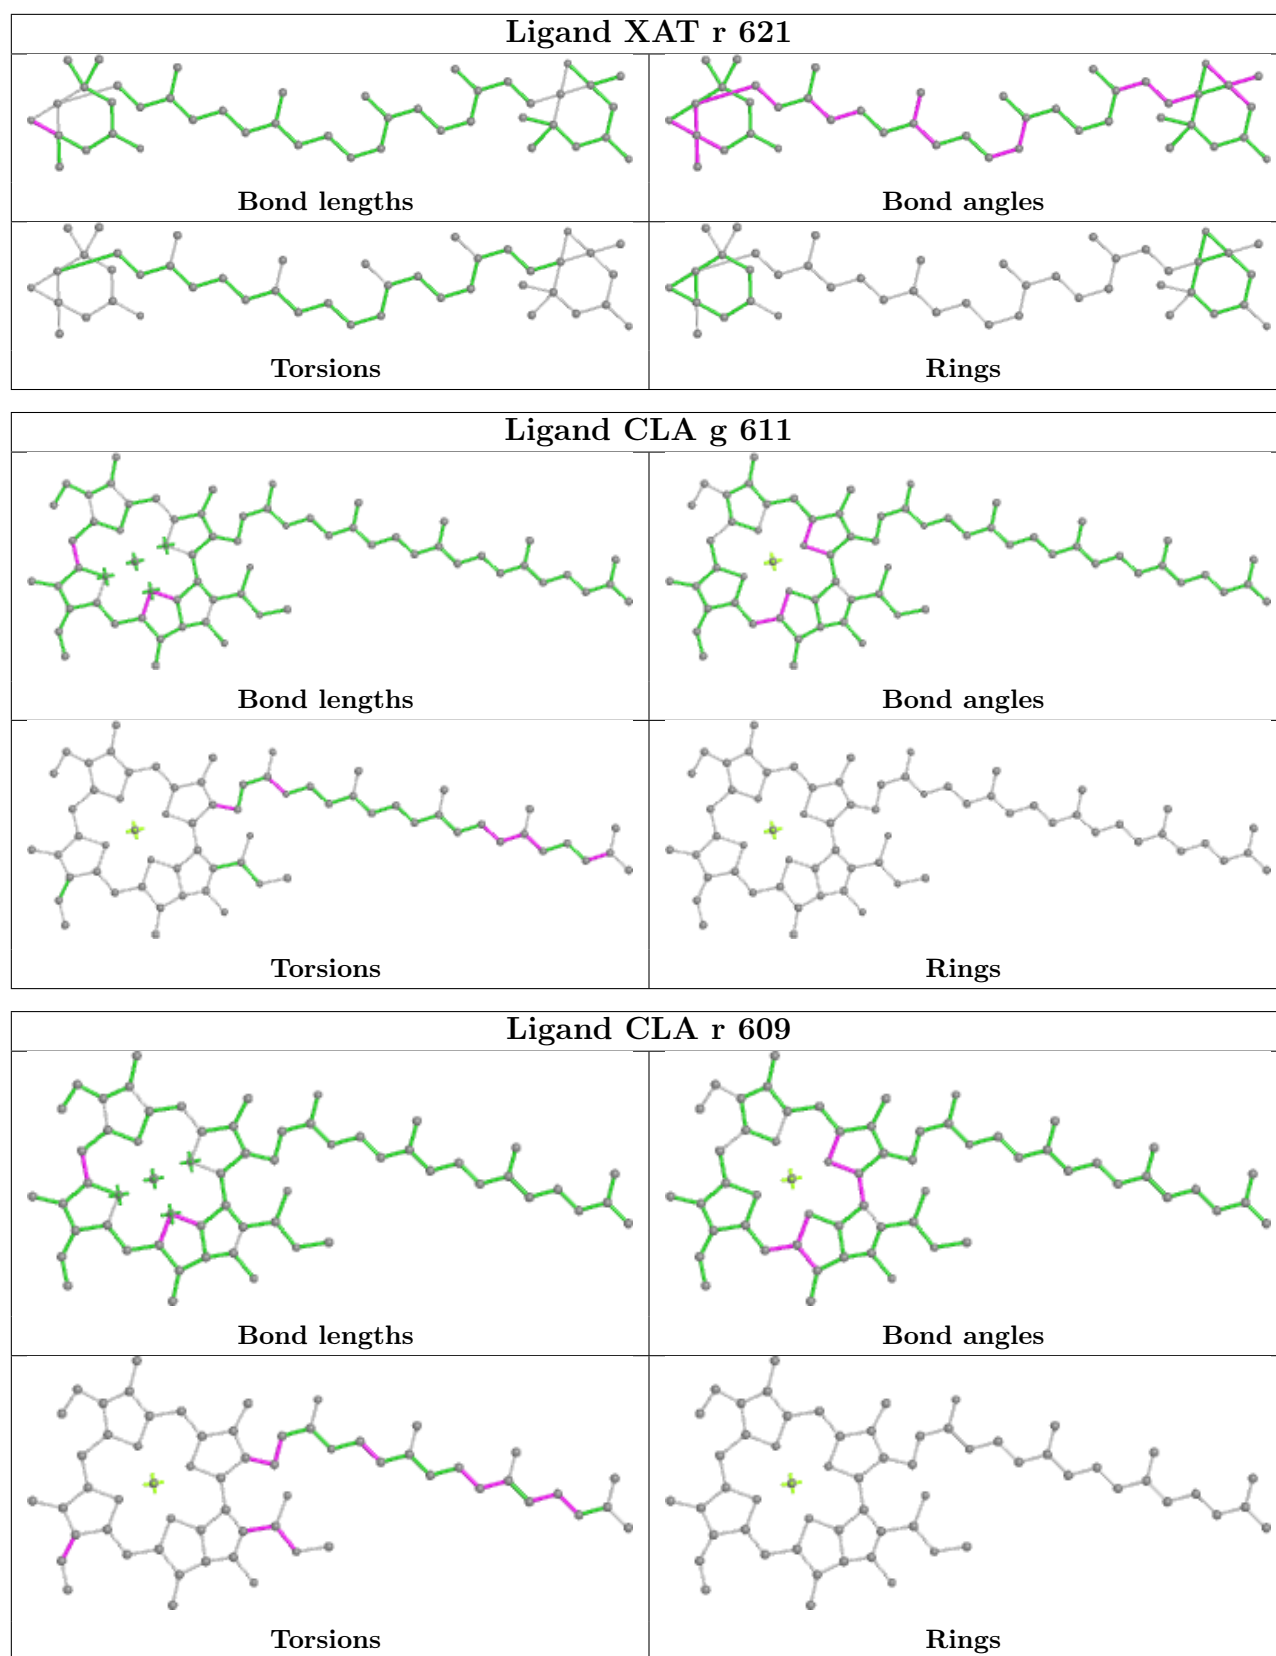 Ligand XAT r 621
Bond lengths
Bond angles
Torsions
Rings
Ligand CLA g 611
Bond lengths
Bond angles
Torsions
Rings
Ligand CLA r 609
Bond lengths
Bond angles
Torsions
Rings